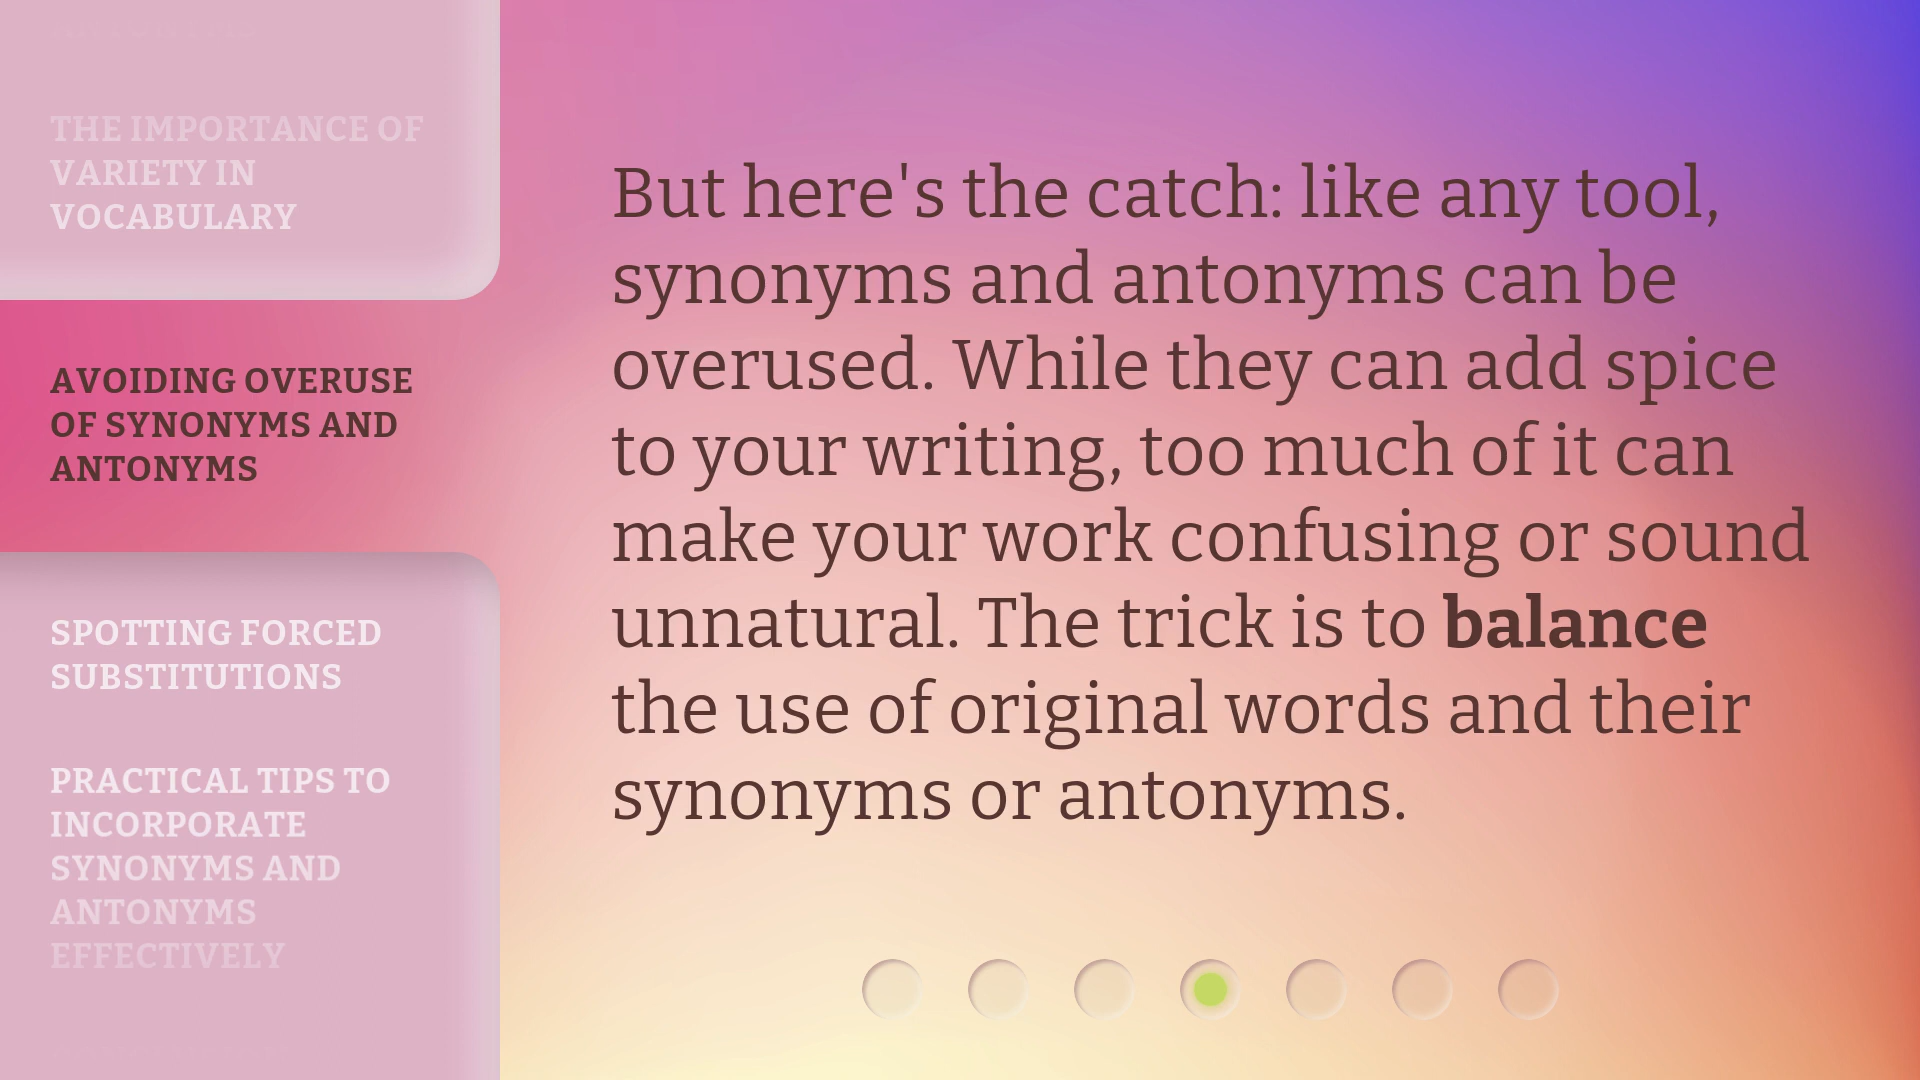 THE IMPORTANCE OF
VARIETY IN
VOCABULARY
AVOIDING OVERUSE
OF SYNONYMS AND
ANTONYMS
SPOTTING FORCED
SUBSTITUTIONS
PRACTICAL TIPS TO
INCORPORATE
SYNONYMS AND
ANTONYMS
EFFECTIVELY
But here's the catch: like any tool,
synonyms and antonyms can be
overused. While they can add spice
to your writing, too much of it can
make your work confusing or sound
unnatural. The trick is to balance
the use of original words and their
synonyms or antonyms.